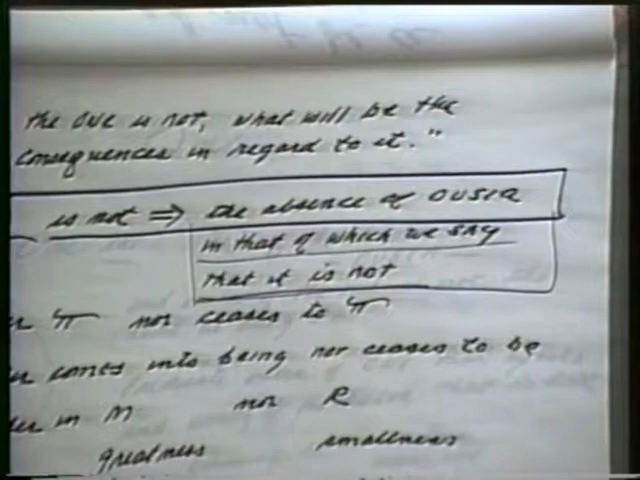 the one is not, what will be the
consequences in regard to it."
is not ⇒ the absence of OUSIA
in that of which we say
that it is not
nor ceases to
comes into being nor ceases to be
in M nor R
greatness smallness